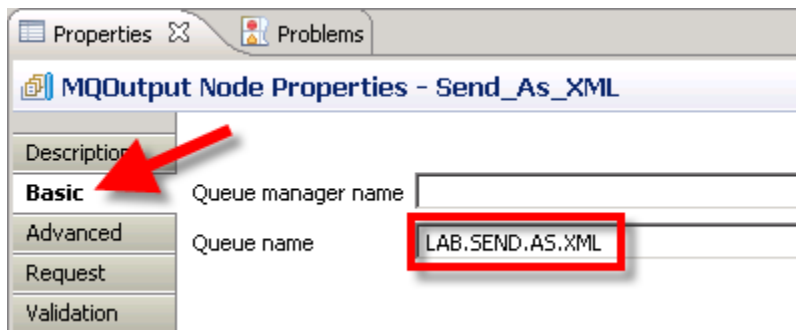 Properties Problems
MQOutput Node Properties - Send_As_XML
Description
Basic
Queue manager name
Advanced
Queue name LAB.SEND.AS.XML
Request
Validation